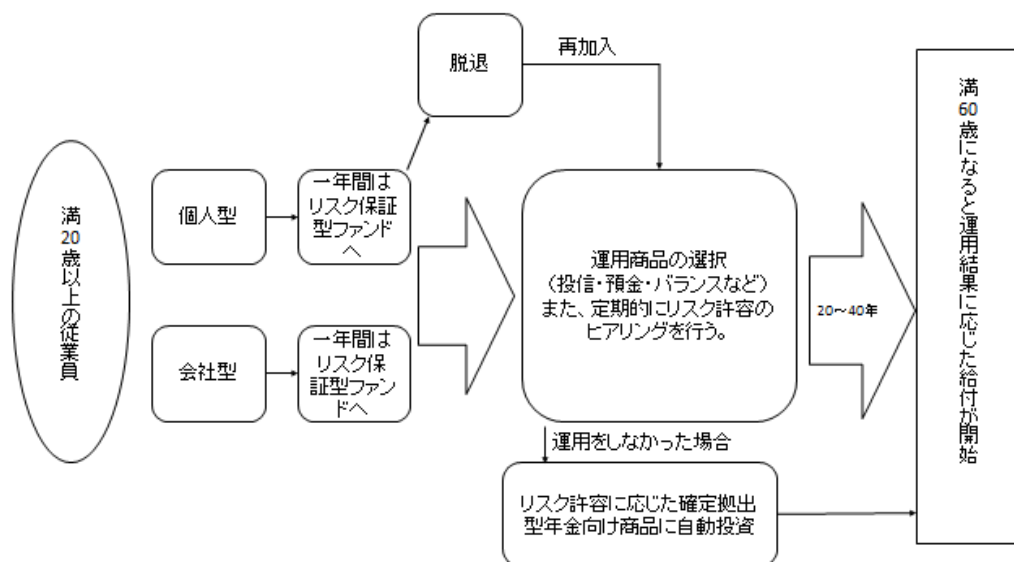 満20歳以上の従業員
個人型
一年間は
リスク保証
型ファンド
へ
脱退
再加入
会社型
一年間は
リスク保
証型ファン
ドへ
運用商品の選択
（投信・預金・バランスなど）
また、定期的にリスク許容の
ヒアリングを行う。
運用をしなかった場合
リスク許容に応じた確定拠出
型年金向け商品に自動投資
20～40年
満60歳になると運用結果に応じた給付が開始